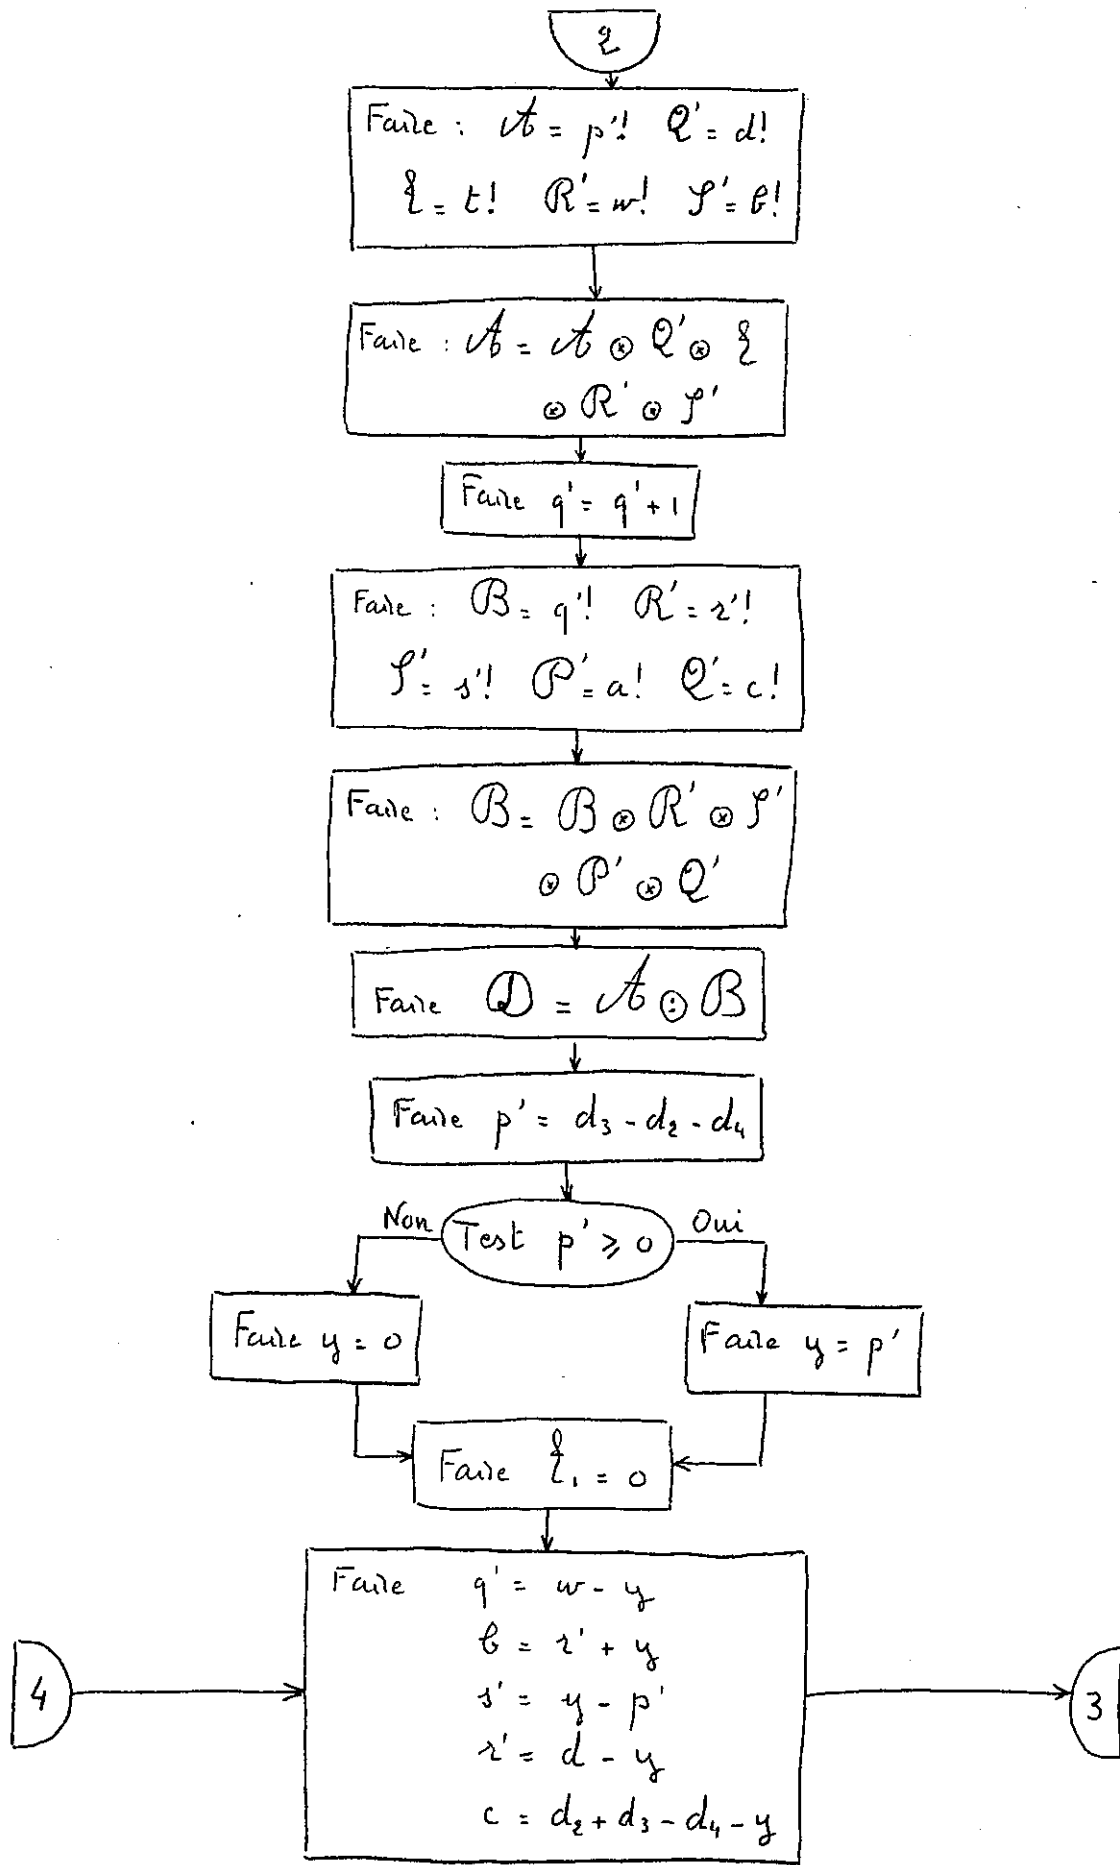 2
Faire : A = p'! Q' = d!
ξ = t! R' = w! S' = b!
Faire : A = A ⊗ Q' ⊗ ξ
⊗ R' ⊗ S'
Faire q' = q' + 1
Faire : B = q'! R' = r'!
S' = s'! P' = a! Q' = c!
Faire : B = B ⊗ R' ⊗ S'
⊗ P' ⊗ Q'
Faire D = A ⊙ B
Faire p' = d₃ - d₂ - d₄
Non Test p' ⩾ 0 Oui
Faire y = 0
Faire y = p'
Faire ξ₁ = 0
Faire q' = w - y
b = r' + y
s' = y - p'
r' = d - y
c = d₂ + d₃ - d₄ - y
4
3